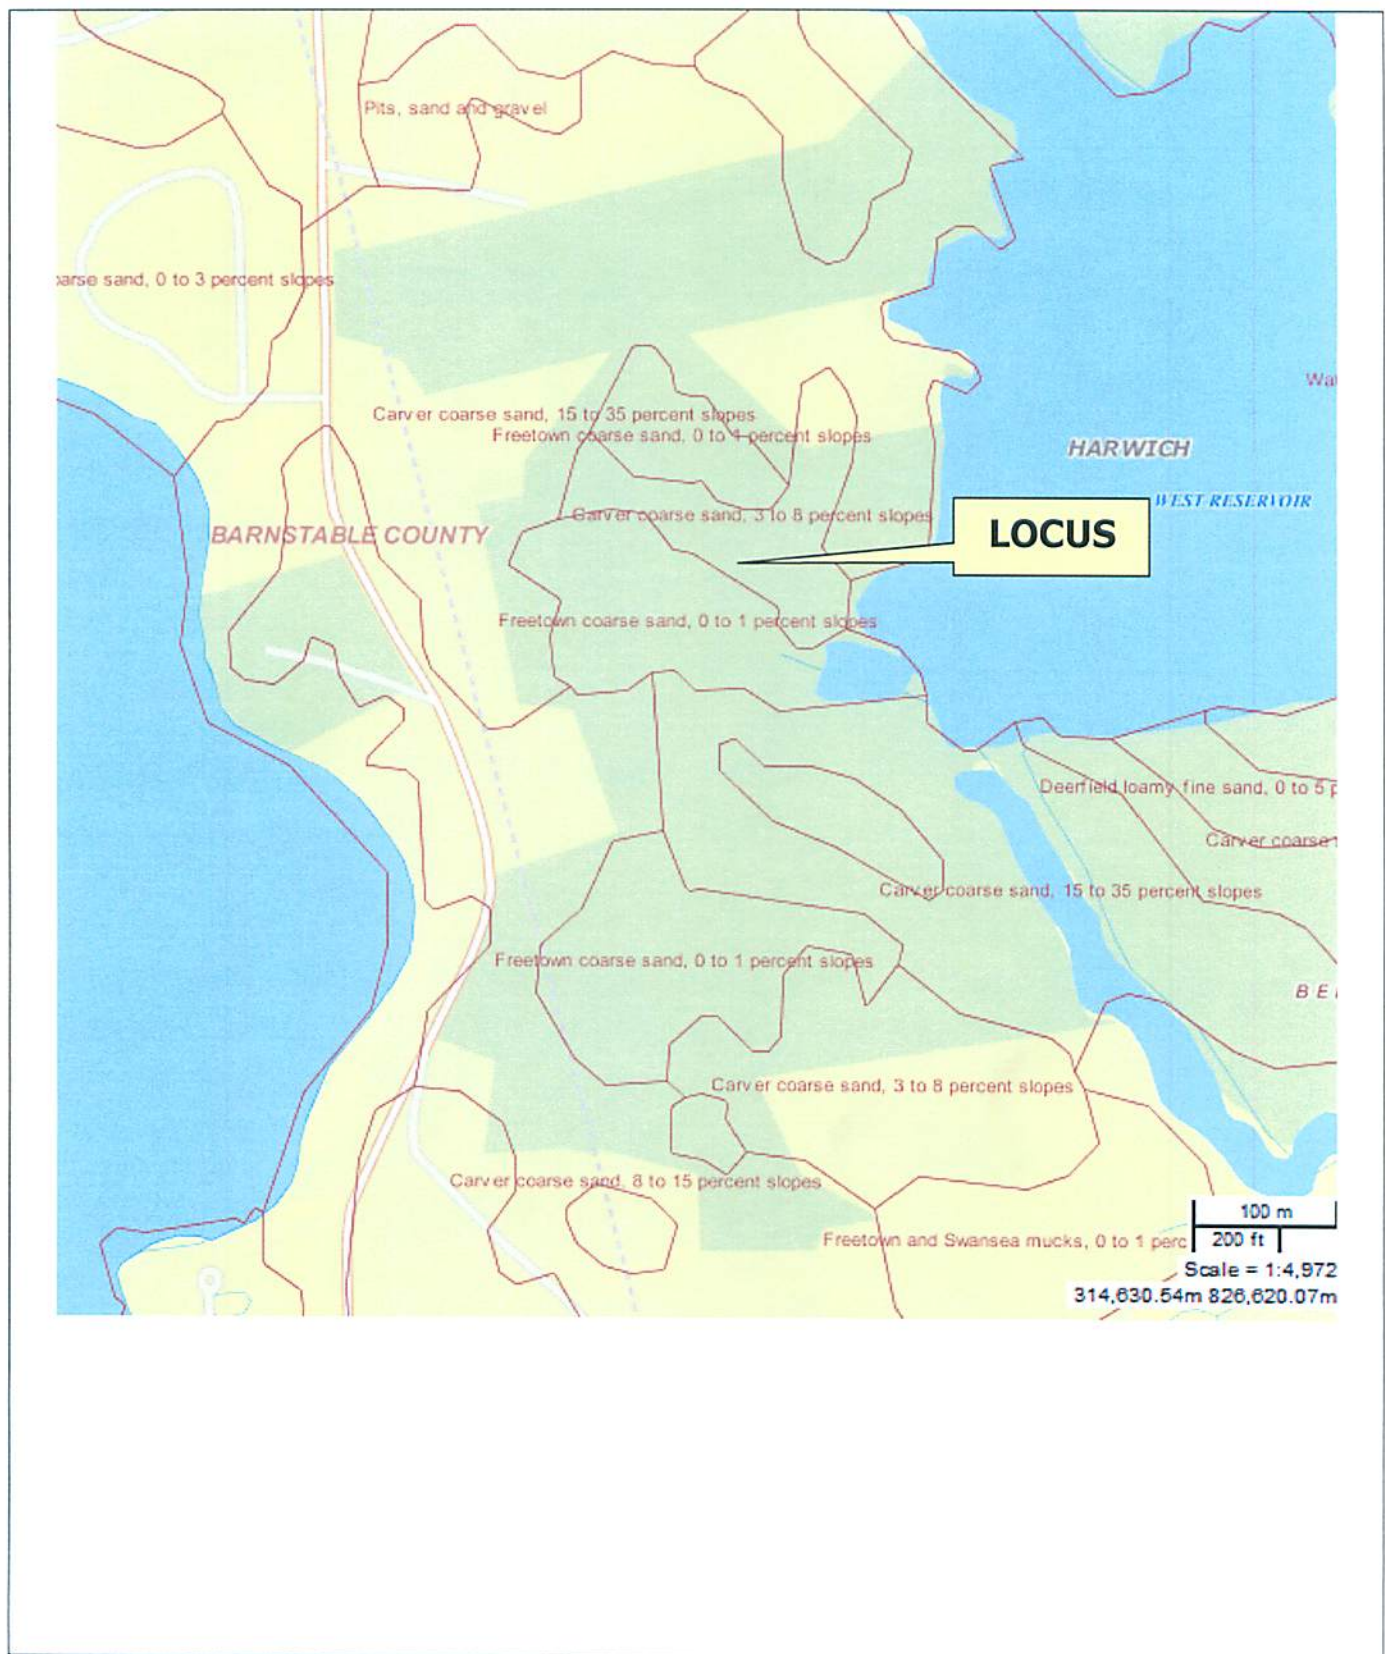 Pits, sand and gravel
arse sand, 0 to 3 percent slopes
Wa
Carver coarse sand, 15 to 35 percent slopes
Freetown coarse sand, 0 to 1 percent slopes
HARWICH
WEST RESERVOIR
Carver coarse sand, 3 to 8 percent slopes
BARNSTABLE COUNTY
LOCUS
Freetown coarse sand, 0 to 1 percent slopes
Deerfield loamy fine sand, 0 to 5 p
Carver coarse
Carver coarse sand, 15 to 35 percent slopes
Freetown coarse sand, 0 to 1 percent slopes
BE
Carver coarse sand, 3 to 8 percent slopes
Carver coarse sand, 8 to 15 percent slopes
100 m
Freetown and Swansea mucks, 0 to 1 perc
200 ft
Scale = 1:4,972
314,630.54m 826,620.07m